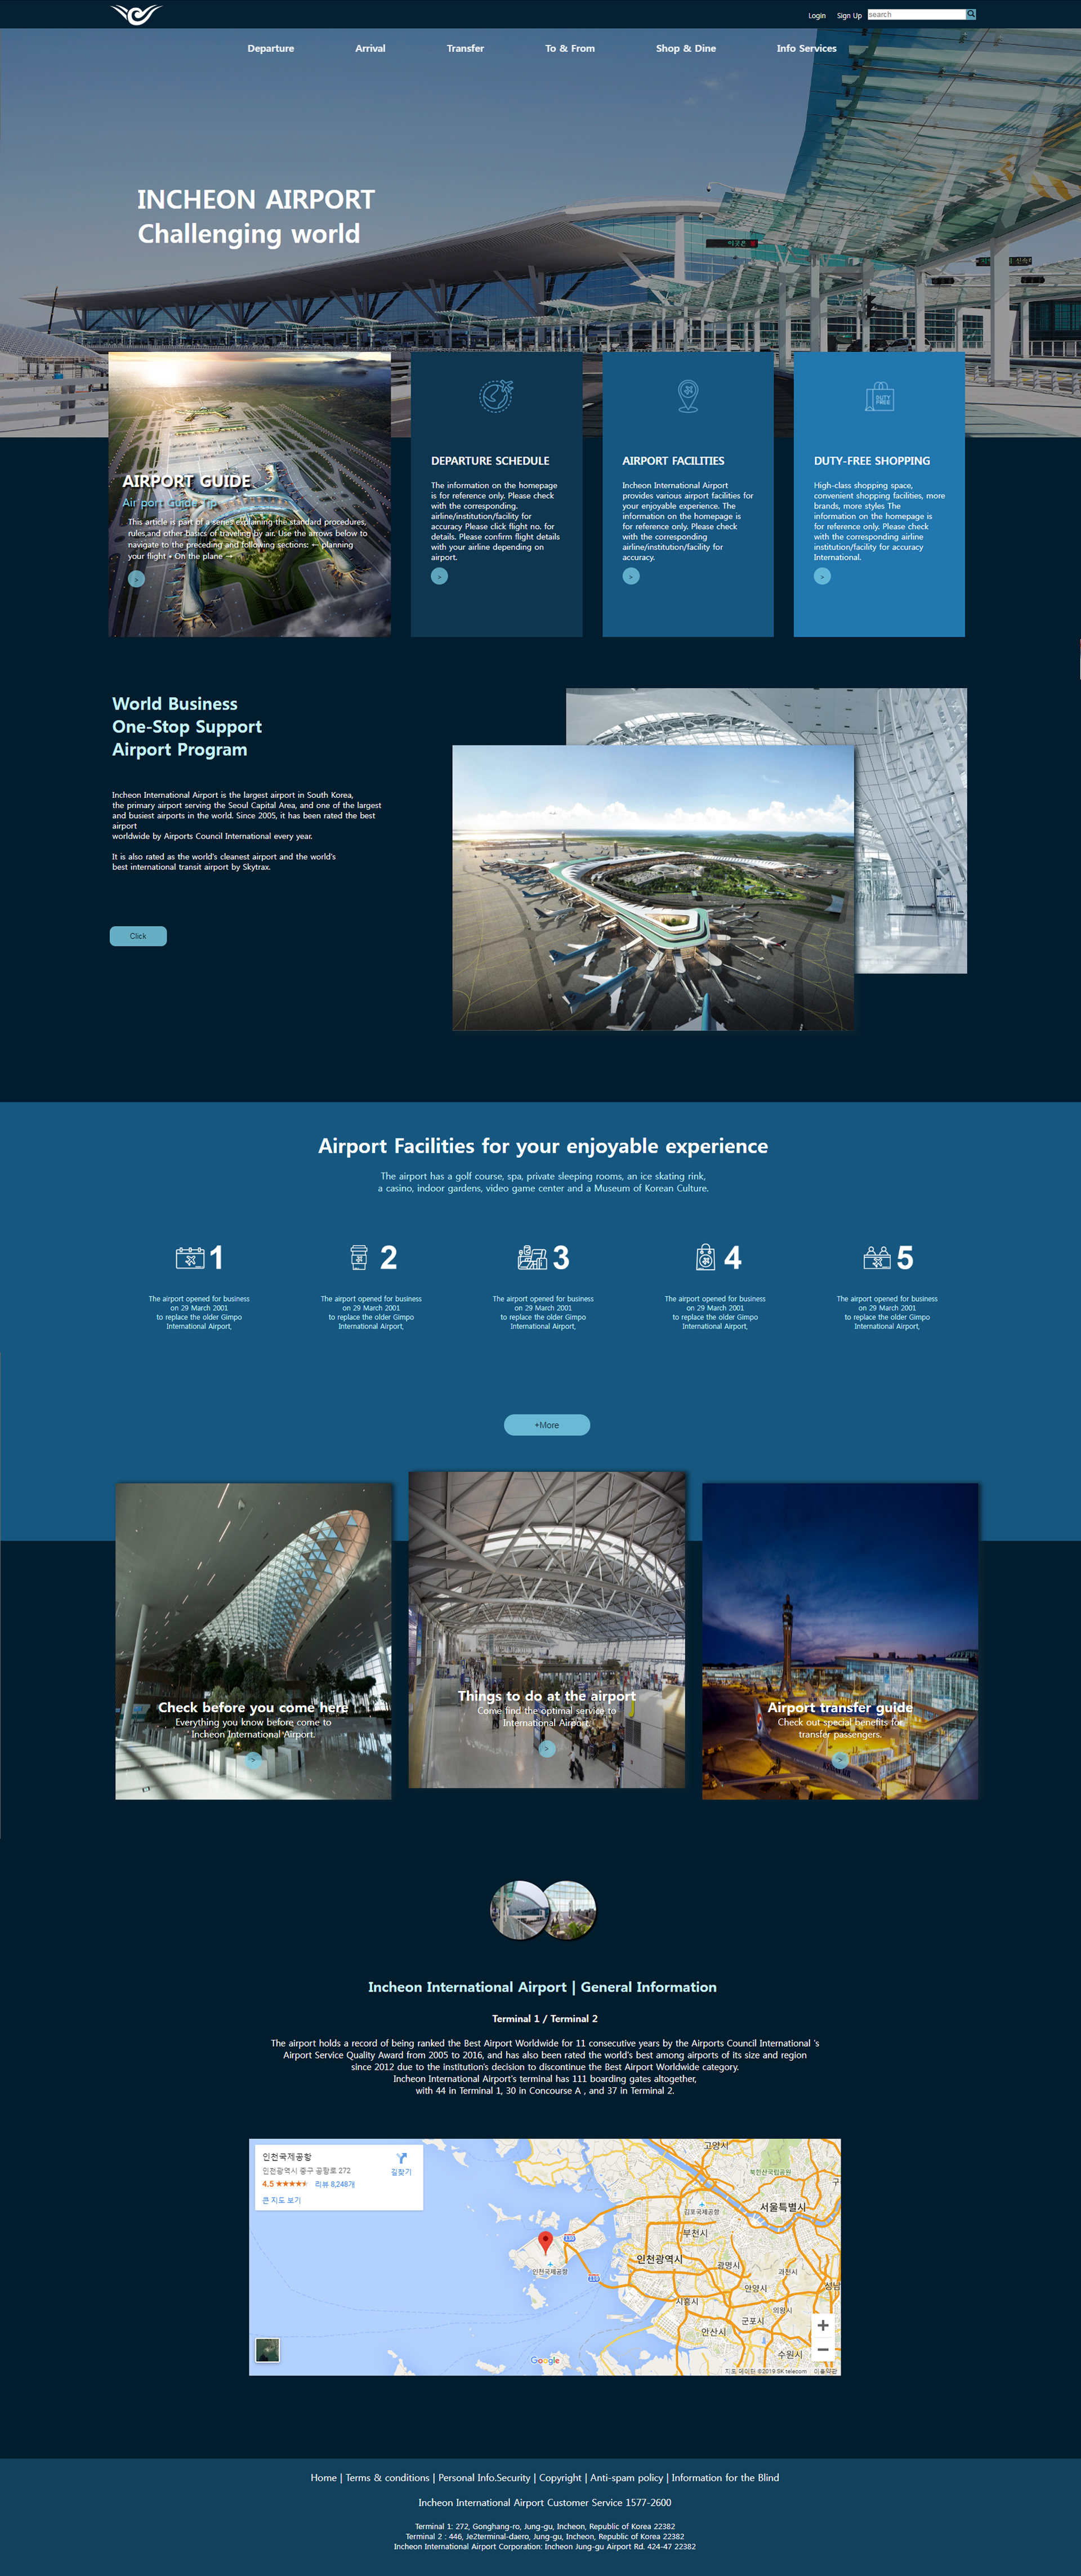 Login Sign Up search
Departure Arrival Transfer To & From Shop & Dine Info Services
INCHEON AIRPORT
Challenging world
이곳은
AIRPORT GUIDE
Air port Guide Tip
This article is part of a series explaining the standard procedures,
rules,and other basics of traveling by air. Use the arrows below to
navigate to the preceding and following sections: ← planning
your flight • On the plane →
>
DEPARTURE SCHEDULE
The information on the homepage
is for reference only. Please check
with the corresponding.
airline/institution/facility for
accuracy Please click flight no. for
details. Please confirm flight details
with your airline depending on
airport.
>
AIRPORT FACILITIES
Incheon International Airport
provides various airport facilities for
your enjoyable experience. The
information on the homepage is
for reference only. Please check
with the corresponding
airline/institution/facility for
accuracy.
>
DUTY FREE
DUTY-FREE SHOPPING
High-class shopping space,
convenient shopping facilities, more
brands, more styles The
information on the homepage is
for reference only. Please check
with the corresponding airline
institution/facility for accuracy
International.
>
World Business
One-Stop Support
Airport Program
Incheon International Airport is the largest airport in South Korea,
the primary airport serving the Seoul Capital Area, and one of the largest
and busiest airports in the world. Since 2005, it has been rated the best
airport
worldwide by Airports Council International every year.
It is also rated as the world's cleanest airport and the world's
best international transit airport by Skytrax.
Click
Airport Facilities for your enjoyable experience
The airport has a golf course, spa, private sleeping rooms, an ice skating rink,
a casino, indoor gardens, video game center and a Museum of Korean Culture.
1 2 3 4 5
The airport opened for business
on 29 March 2001
to replace the older Gimpo
International Airport,
The airport opened for business
on 29 March 2001
to replace the older Gimpo
International Airport,
The airport opened for business
on 29 March 2001
to replace the older Gimpo
International Airport,
The airport opened for business
on 29 March 2001
to replace the older Gimpo
International Airport,
The airport opened for business
on 29 March 2001
to replace the older Gimpo
International Airport,
+More
Check before you come here
Everything you know before come to
Incheon International Airport.
>
Things to do at the airport
Come find the optimal service to
International Airport.
>
Airport transfer guide
Check out special benefits for
transfer passengers.
>
Incheon International Airport | General Information
Terminal 1 / Terminal 2
The airport holds a record of being ranked the Best Airport Worldwide for 11 consecutive years by the Airports Council International 's
Airport Service Quality Award from 2005 to 2016, and has also been rated the world's best among airports of its size and region
since 2012 due to the institution's decision to discontinue the Best Airport Worldwide category.
Incheon International Airport's terminal has 111 boarding gates altogether,
with 44 in Terminal 1, 30 in Concourse A , and 37 in Terminal 2.
인천국제공항
인천광역시 중구 공항로 272
길찾기
4.5 ★★★★★ 리뷰 8,248개
큰 지도 보기
고양시
북한산국립공원
구
서울특별시
김포국제공항
부천시
130
인천광역시
광명시
인천국제공항
과천시
110
안양시
성남
시흥시
의왕시
군포시
안산시
수원시
+
−
Google
지도 데이터 ©2019 SK telecom 이용약관
Home | Terms & conditions | Personal Info.Security | Copyright | Anti-spam policy | Information for the Blind
Incheon International Airport Customer Service 1577-2600
Terminal 1: 272, Gonghang-ro, Jung-gu, Incheon, Republic of Korea 22382
Terminal 2 : 446, Je2terminal-daero, Jung-gu, Incheon, Republic of Korea 22382
Incheon International Airport Corporation: Incheon Jung-gu Airport Rd. 424-47 22382